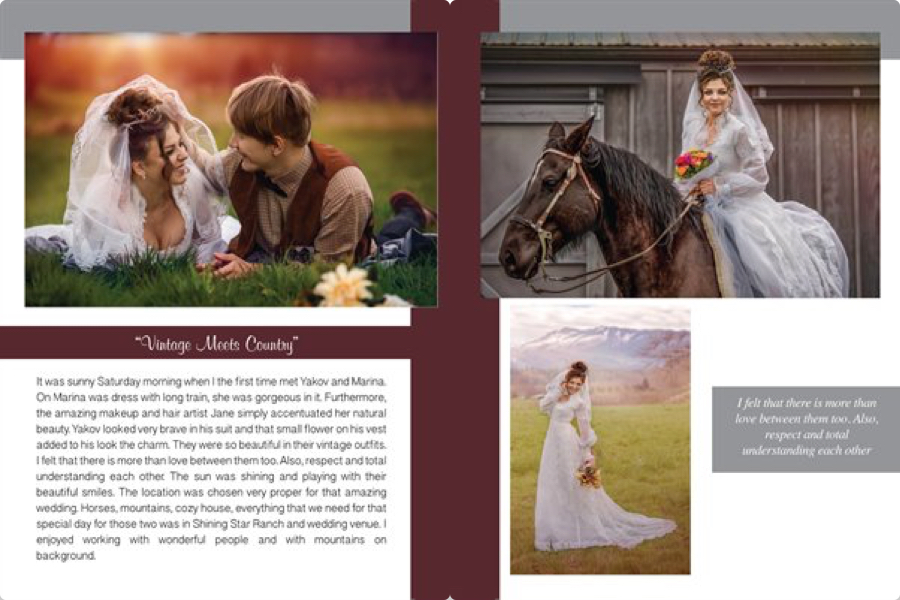 “Vintage Meets Country”
It was sunny Saturday morning when I the first time met Yakov and Marina.
On Marina was dress with long train, she was gorgeous in it. Furthermore,
the amazing makeup and hair artist Jane simply accentuated her natural
beauty. Yakov looked very brave in his suit and that small flower on his vest
added to his look the charm. They were so beautiful in their vintage outfits.
I felt that there is more than love between them too. Also, respect and total
understanding each other. The sun was shining and playing with their
beautiful smiles. The location was chosen very proper for that amazing
wedding. Horses, mountains, cozy house, everything that we need for that
special day for those two was in Shining Star Ranch and wedding venue. I
enjoyed working with wonderful people and with mountains on
background.
I felt that there is more than
love between them too. Also,
respect and total
understanding each other